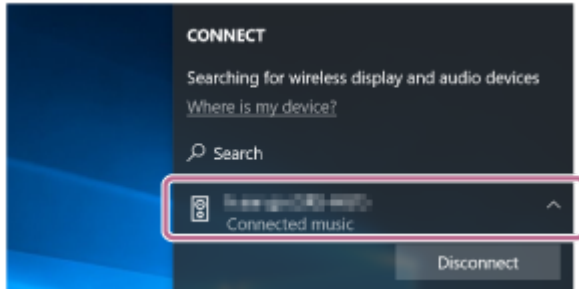 CONNECT
Searching for wireless display and audio devices
Where is my device?
Search
Connected music
Disconnect